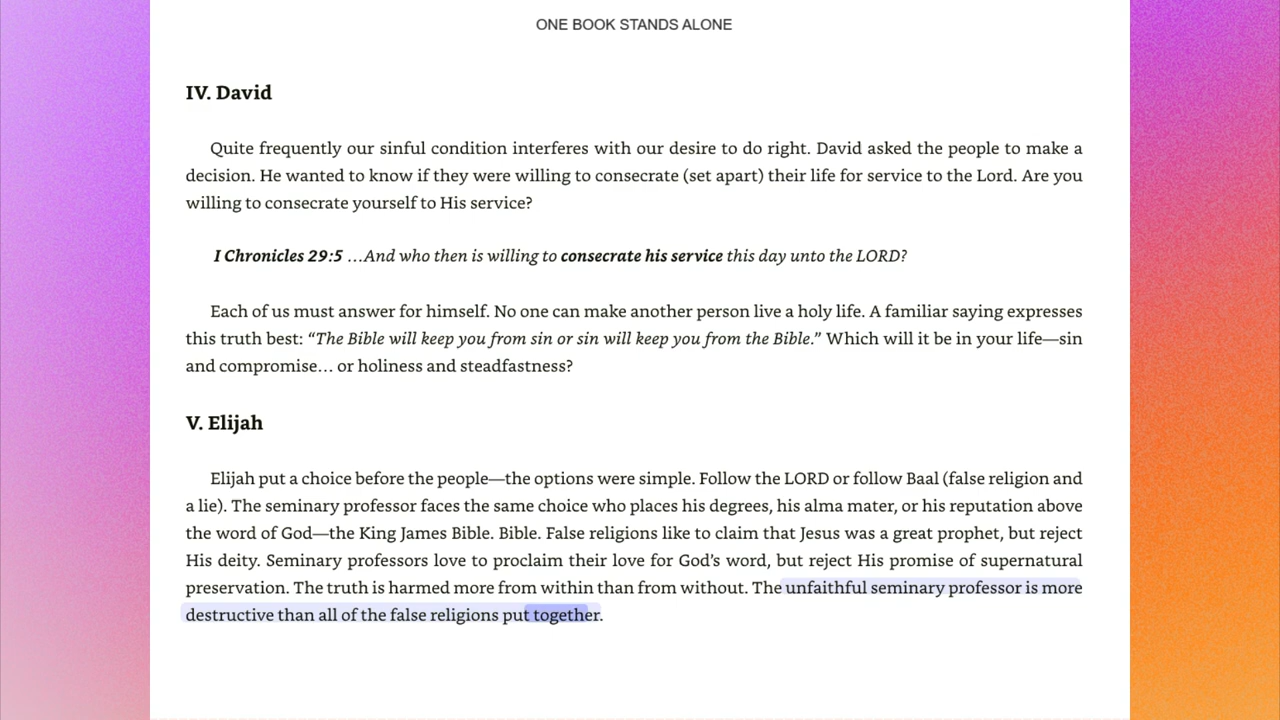 ONE BOOK STANDS ALONE
IV. David
Quite frequently our sinful condition interferes with our desire to do right. David asked the people to make a
decision. He wanted to know if they were willing to consecrate (set apart) their life for service to the Lord. Are you
willing to consecrate yourself to His service?
I Chronicles 29:5 …And who then is willing to consecrate his service this day unto the LORD?
Each of us must answer for himself. No one can make another person live a holy life. A familiar saying expresses
this truth best: “The Bible will keep you from sin or sin will keep you from the Bible.” Which will it be in your life—sin
and compromise… or holiness and steadfastness?
V. Elijah
Elijah put a choice before the people—the options were simple. Follow the LORD or follow Baal (false religion and
a lie). The seminary professor faces the same choice who places his degrees, his alma mater, or his reputation above
the word of God—the King James Bible. Bible. False religions like to claim that Jesus was a great prophet, but reject
His deity. Seminary professors love to proclaim their love for God’s word, but reject His promise of supernatural
preservation. The truth is harmed more from within than from without. The unfaithful seminary professor is more
destructive than all of the false religions put together.